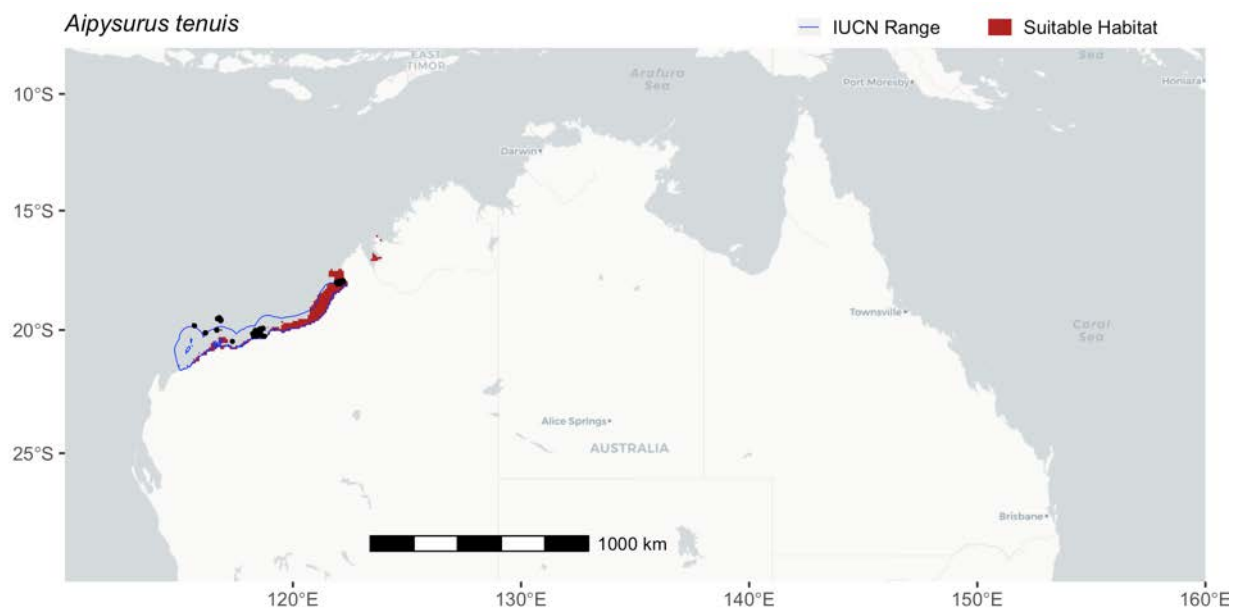 Aipysurus tenuis
IUCN Range
Suitable Habitat
EAST
TIMOR
Arafura
Sea
Port Moresby
Sea
Honiara
10°S
Darwin
15°S
Townsville
20°S
Coral
Sea
Alice Springs
AUSTRALIA
25°S
Brisbane
1000 km
120°E
130°E
140°E
150°E
160°E